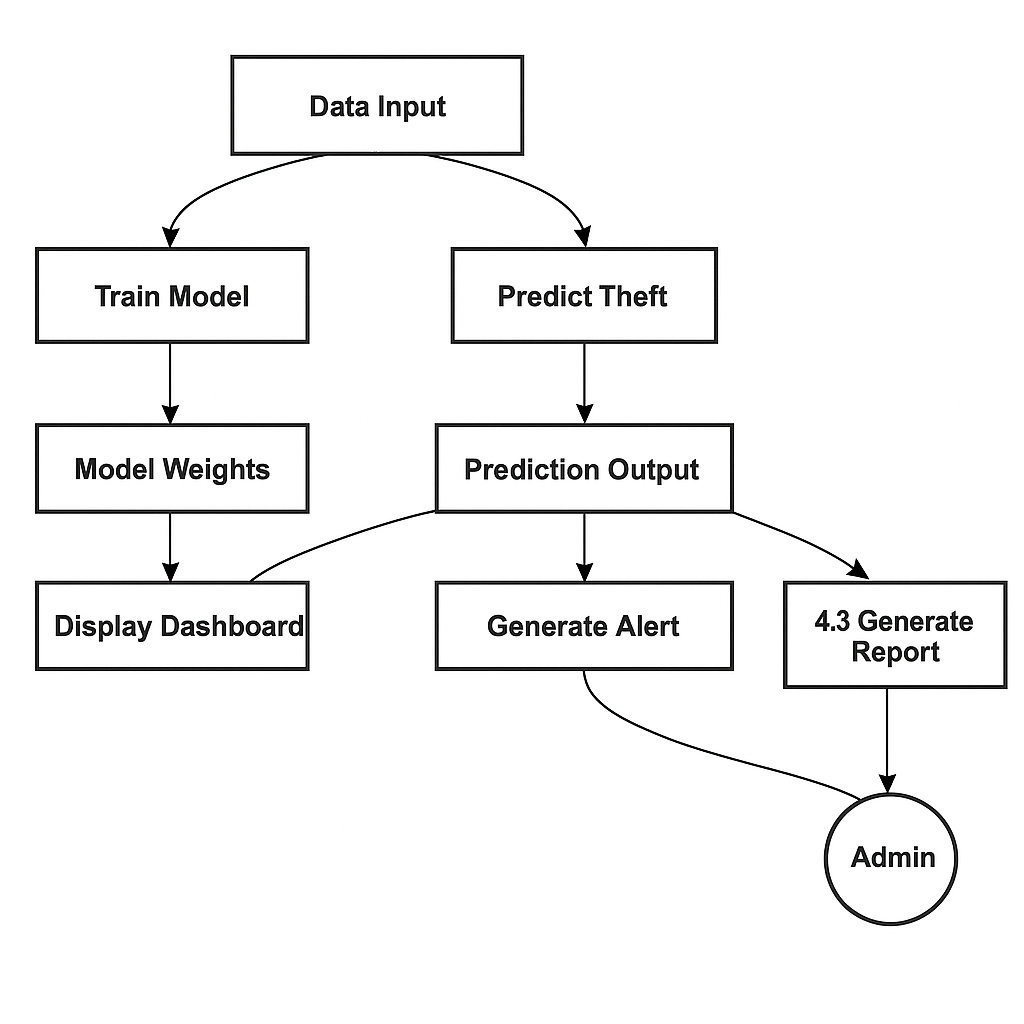 Data Input
Train Model
Predict Theft
Model Weights
Prediction Output
Display Dashboard
Generate Alert
4.3 Generate
Report
Admin